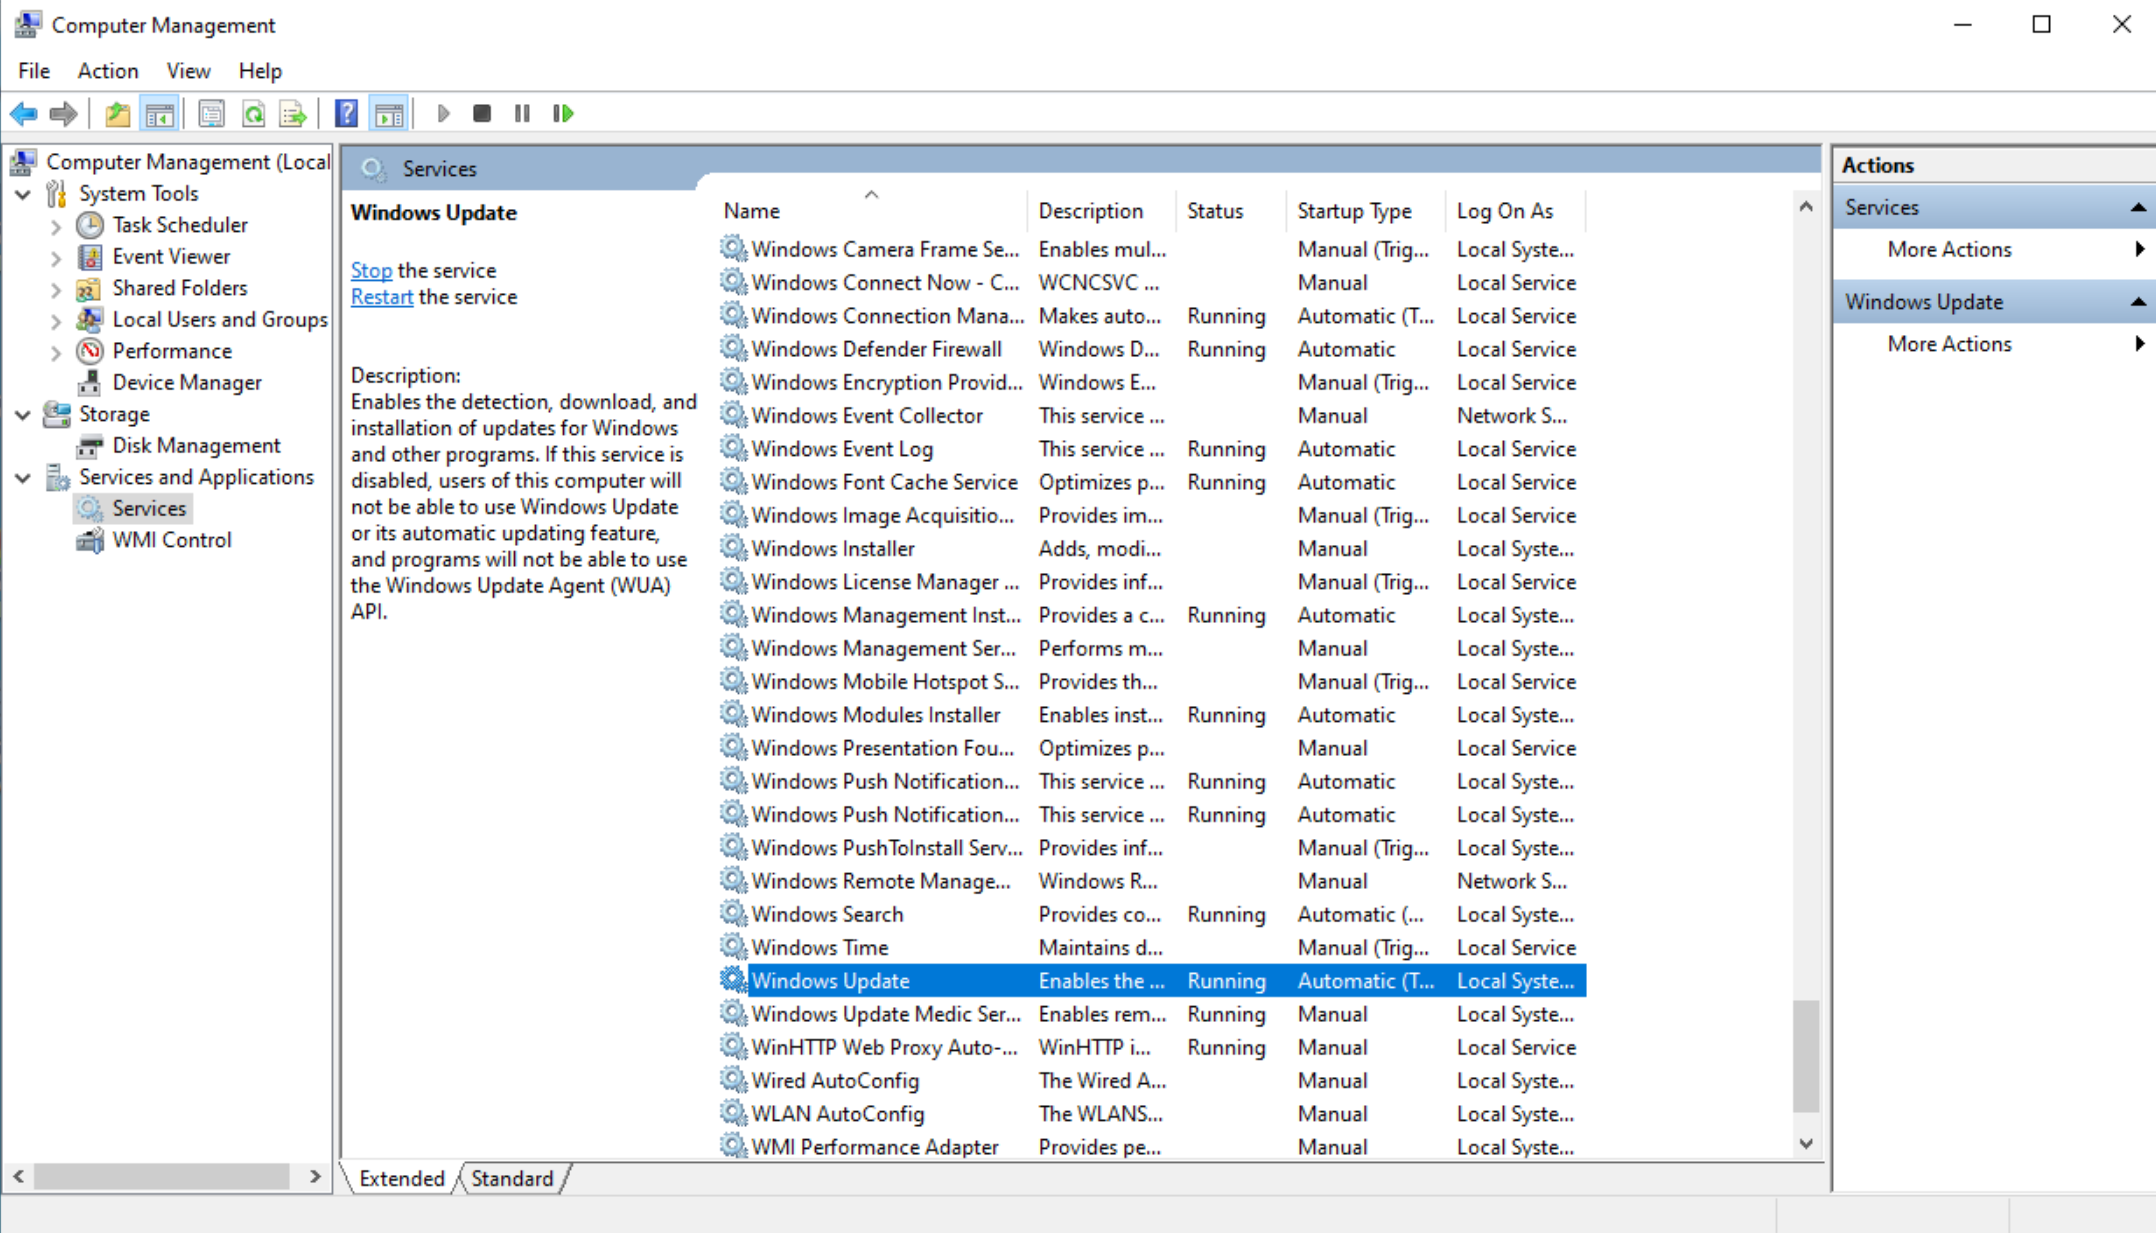 Computer Management
File Action View Help
Computer Management (Local
System Tools
Task Scheduler
Event Viewer
Shared Folders
Local Users and Groups
Performance
Device Manager
Storage
Disk Management
Services and Applications
Services
WMI Control
Services
Windows Update
Stop the service
Restart the service
Description:
Enables the detection, download, and
installation of updates for Windows
and other programs. If this service is
disabled, users of this computer will
not be able to use Windows Update
or its automatic updating feature,
and programs will not be able to use
the Windows Update Agent (WUA)
API.
Name Description Status Startup Type Log On As
Windows Camera Frame Se... Enables mul... Manual (Trig... Local Syste...
Windows Connect Now - C... WCNCSVC ... Manual Local Service
Windows Connection Mana... Makes auto... Running Automatic (T... Local Service
Windows Defender Firewall Windows D... Running Automatic Local Service
Windows Encryption Provid... Windows E... Manual (Trig... Local Service
Windows Event Collector This service ... Manual Network S...
Windows Event Log This service ... Running Automatic Local Service
Windows Font Cache Service Optimizes p... Running Automatic Local Service
Windows Image Acquisitio... Provides im... Manual (Trig... Local Service
Windows Installer Adds, modi... Manual Local Syste...
Windows License Manager ... Provides inf... Manual (Trig... Local Service
Windows Management Inst... Provides a c... Running Automatic Local Syste...
Windows Management Ser... Performs m... Manual Local Syste...
Windows Mobile Hotspot S... Provides th... Manual (Trig... Local Service
Windows Modules Installer Enables inst... Running Automatic Local Syste...
Windows Presentation Fou... Optimizes p... Manual Local Service
Windows Push Notification... This service ... Running Automatic Local Syste...
Windows Push Notification... This service ... Running Automatic Local Syste...
Windows PushToInstall Serv... Provides inf... Manual (Trig... Local Syste...
Windows Remote Manage... Windows R... Manual Network S...
Windows Search Provides co... Running Automatic (... Local Syste...
Windows Time Maintains d... Manual (Trig... Local Service
Windows Update Enables the ... Running Automatic (T... Local Syste...
Windows Update Medic Ser... Enables rem... Running Manual Local Syste...
WinHTTP Web Proxy Auto-... WinHTTP i... Running Manual Local Service
Wired AutoConfig The Wired A... Manual Local Syste...
WLAN AutoConfig The WLANS... Manual Local Syste...
WMI Performance Adapter Provides pe... Manual Local Syste...
Extended Standard
Actions
Services
More Actions
Windows Update
More Actions